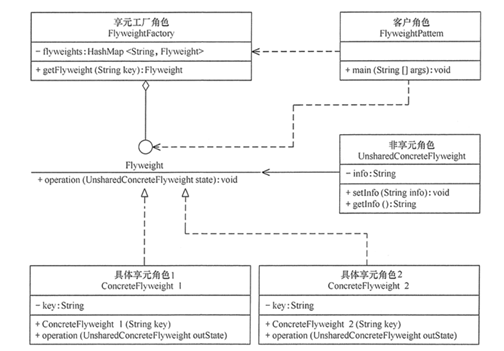 享元工厂角色
FlyweightFactory
- flyweights:HashMap <String, Flyweight>
+ getFlyweight (String key):Flyweight
客户角色
FlyweightPattem
+ main (String [] args):void
Flyweight
+ operation (UnsharedConcreteFlyweight state):void
非享元角色
UnsharedConcreteFlyweight
- info:String
+ setInfo (String info):void
+ getInfo ():String
具体享元角色1
ConcreteFlyweight 1
- key:String
+ ConcreteFlyweight 1 (String key)
+ operation (UnsharedConcreteFlyweight outState)
具体享元角色2
ConcreteFlyweight 2
- key:String
+ ConcreteFlyweight 2 (String key)
+ operation (UnsharedConcreteFlyweight outState)